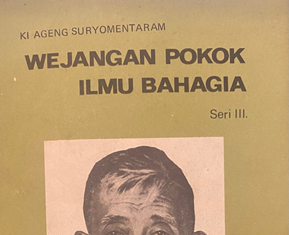 KI AGENG SURYOMENTARAM
WEJANGAN POKOK
ILMU BAHAGIA
Seri III.